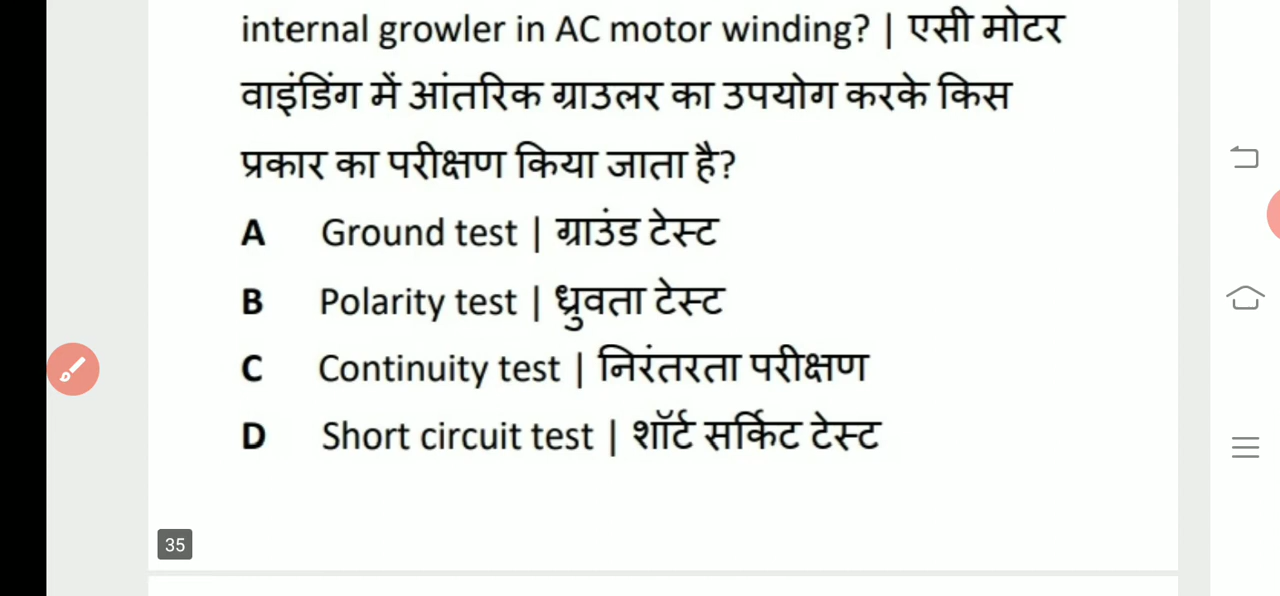 internal growler in AC motor winding? | एसी मोटर
वाइंडिंग में आंतरिक ग्राउलर का उपयोग करके किस
प्रकार का परीक्षण किया जाता है?
A Ground test | ग्राउंड टेस्ट
B Polarity test | ध्रुवता टेस्ट
C Continuity test | निरंतरता परीक्षण
D Short circuit test | शॉर्ट सर्किट टेस्ट
35